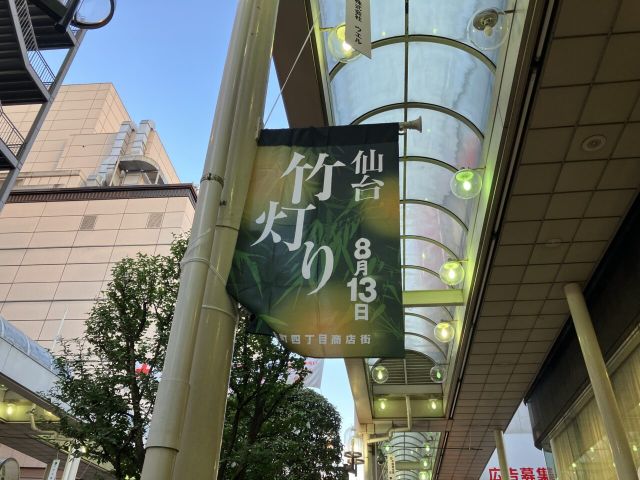 仙台
竹灯り
8月13日
四丁目商店街
広告募集